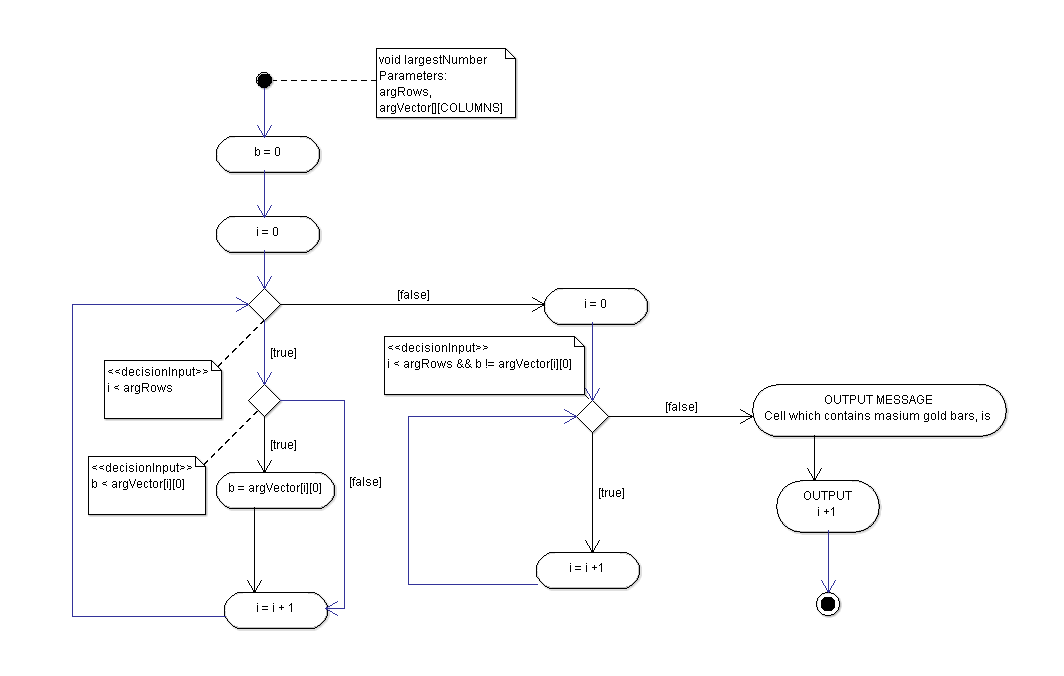 void largestNumber
Parameters:
argRows,
argVector[][COLUMNS]
b = 0
i = 0
[false]
i = 0
<<decisionInput>>
i < argRows && b != argVector[i][0]
[true]
<<decisionInput>>
i < argRows
OUTPUT MESSAGE
Cell which contains masium gold bars, is
[false]
[true]
<<decisionInput>>
b < argVector[i][0]
b = argVector[i][0]
[false]
[true]
OUTPUT
i +1
i = i +1
i = i + 1